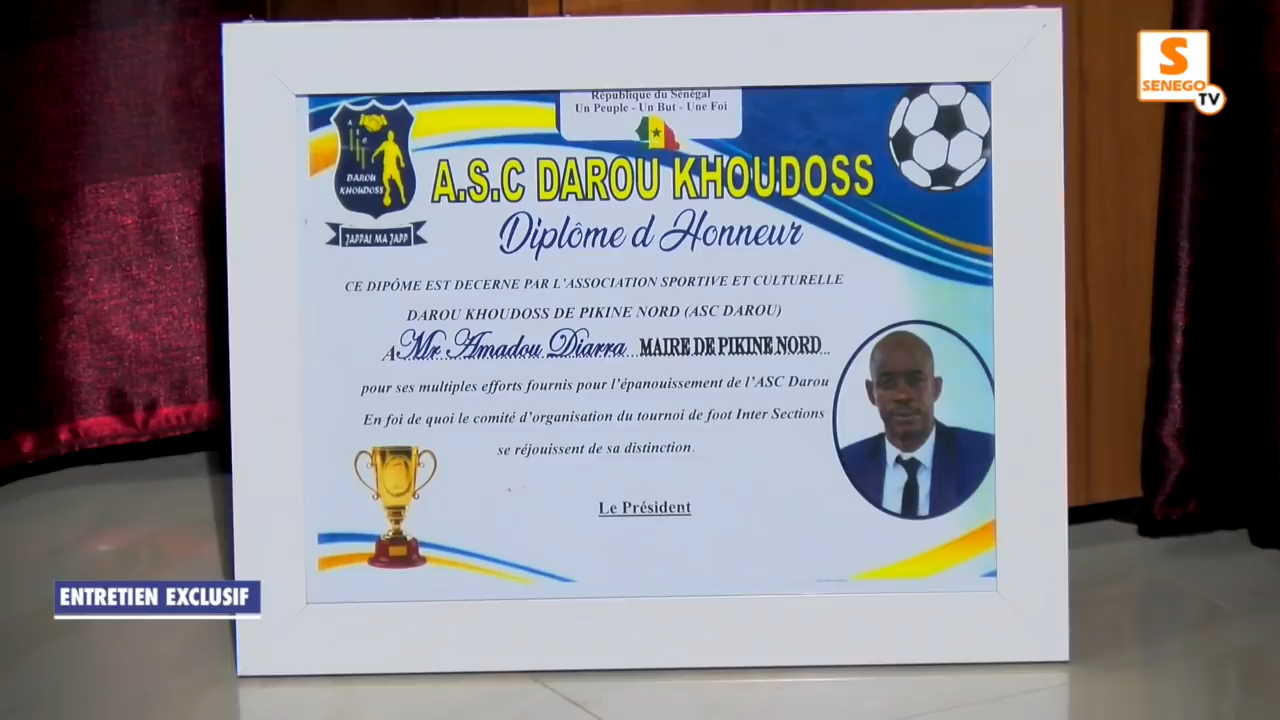 S
SENEGO
TV
République du Sénégal
Un Peuple - Un But - Une Foi
DAROU
KHOUDOSS
JAPPAL MA JAPP
A.S.C DAROU KHOUDOSS
Diplôme d Honneur
CE DIPÔME EST DECERNE PAR L'ASSOCIATION SPORTIVE ET CULTURELLE
DAROU KHOUDOSS DE PIKINE NORD (ASC DAROU)
A Mr Amadou Diarra MAIRE DE PIKINE NORD
pour ses multiples efforts fournis pour l'épanouissement de l'ASC Darou
En foi de quoi le comité d'organisation du tournoi de foot Inter Sections
se réjouissent de sa distinction.
Le Président
ENTRETIEN EXCLUSIF